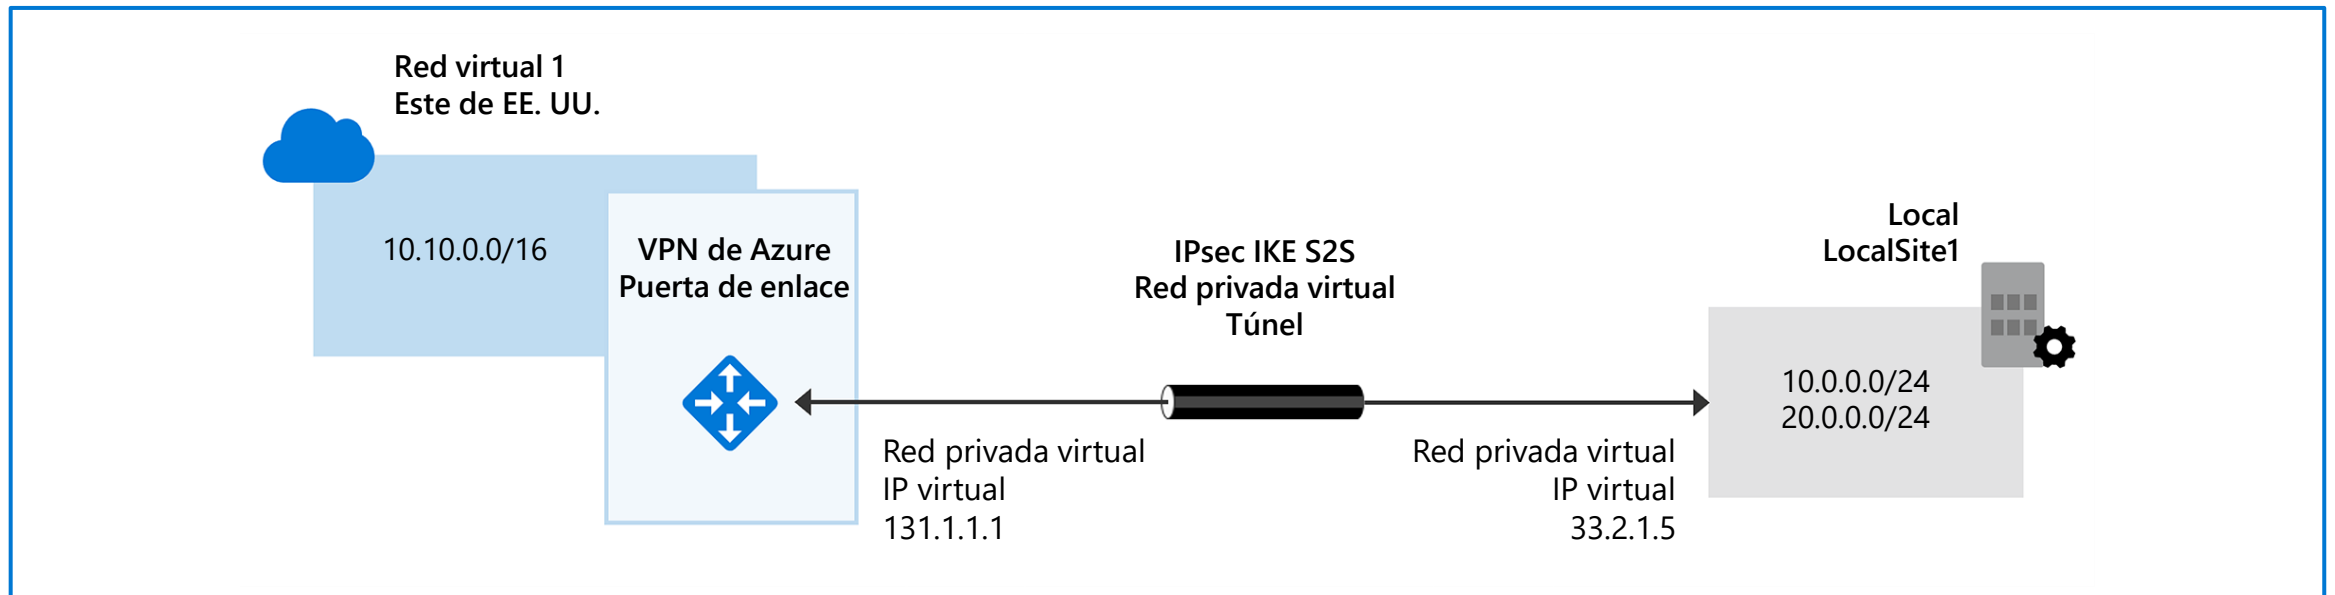 Red virtual 1
Este de EE. UU.
10.10.0.0/16
VPN de Azure
Puerta de enlace
IPsec IKE S2S
Red privada virtual
Túnel
Red privada virtual
IP virtual
131.1.1.1
Red privada virtual
IP virtual
33.2.1.5
Local
LocalSite1
10.0.0.0/24
20.0.0.0/24